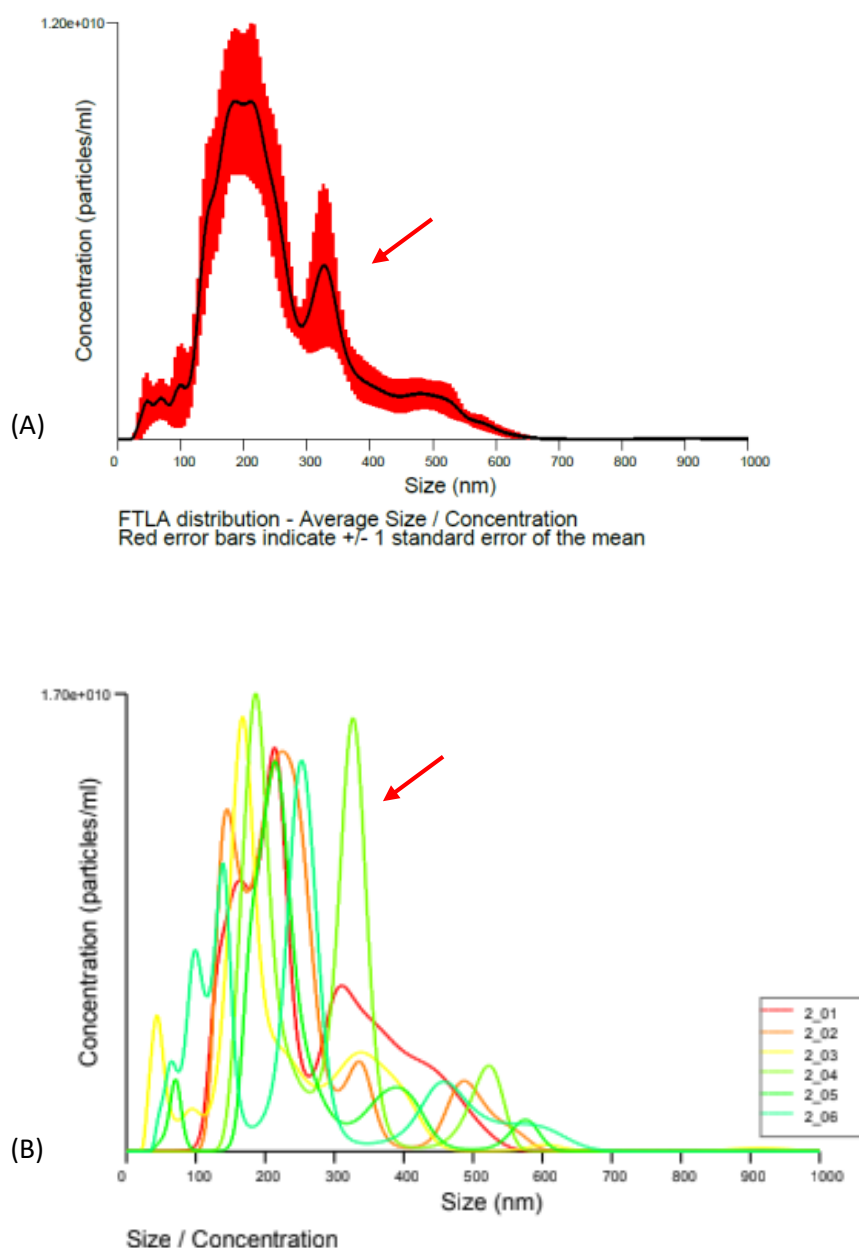 1.20e+010
Concentration (particles/ml)
(A)
0 100 200 300 400 500 600 700 800 900 1000
Size (nm)
FTLA distribution - Average Size / Concentration
Red error bars indicate +/- 1 standard error of the mean
1.70e+010
Concentration (particles/ml)
2_01
2_02
2_03
2_04
2_05
2_06
(B)
0 100 200 300 400 500 600 700 800 900 1000
Size (nm)
Size / Concentration